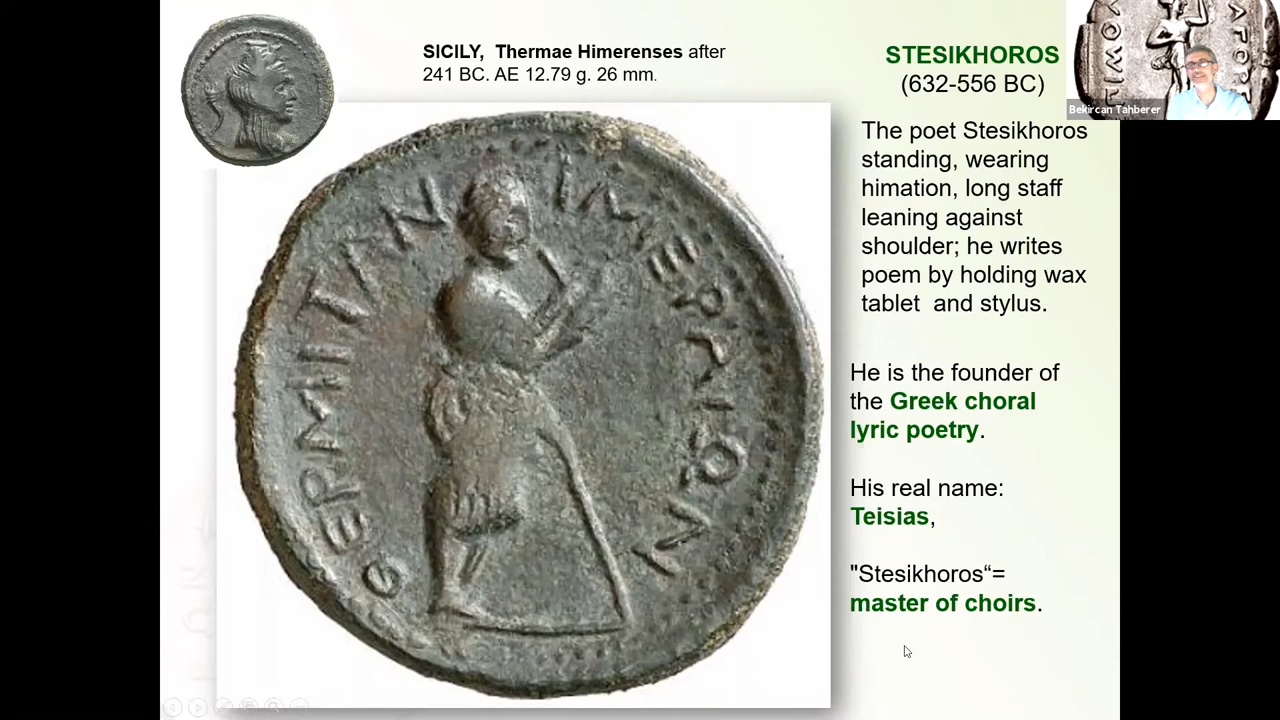 SICILY, Thermae Himerenses after
241 BC. AE 12.79 g. 26 mm.
STESIKHOROS
(632-556 BC)
Bekircan Tahberer
The poet Stesikhoros
standing, wearing
himation, long staff
leaning against
shoulder; he writes
poem by holding wax
tablet and stylus.
He is the founder of
the Greek choral
lyric poetry.
His real name:
Teisias,
"Stesikhoros“=
master of choirs.
ΘΕΡΜΙΤΑΝ
ΙΜΕΡΑΙΩΝ